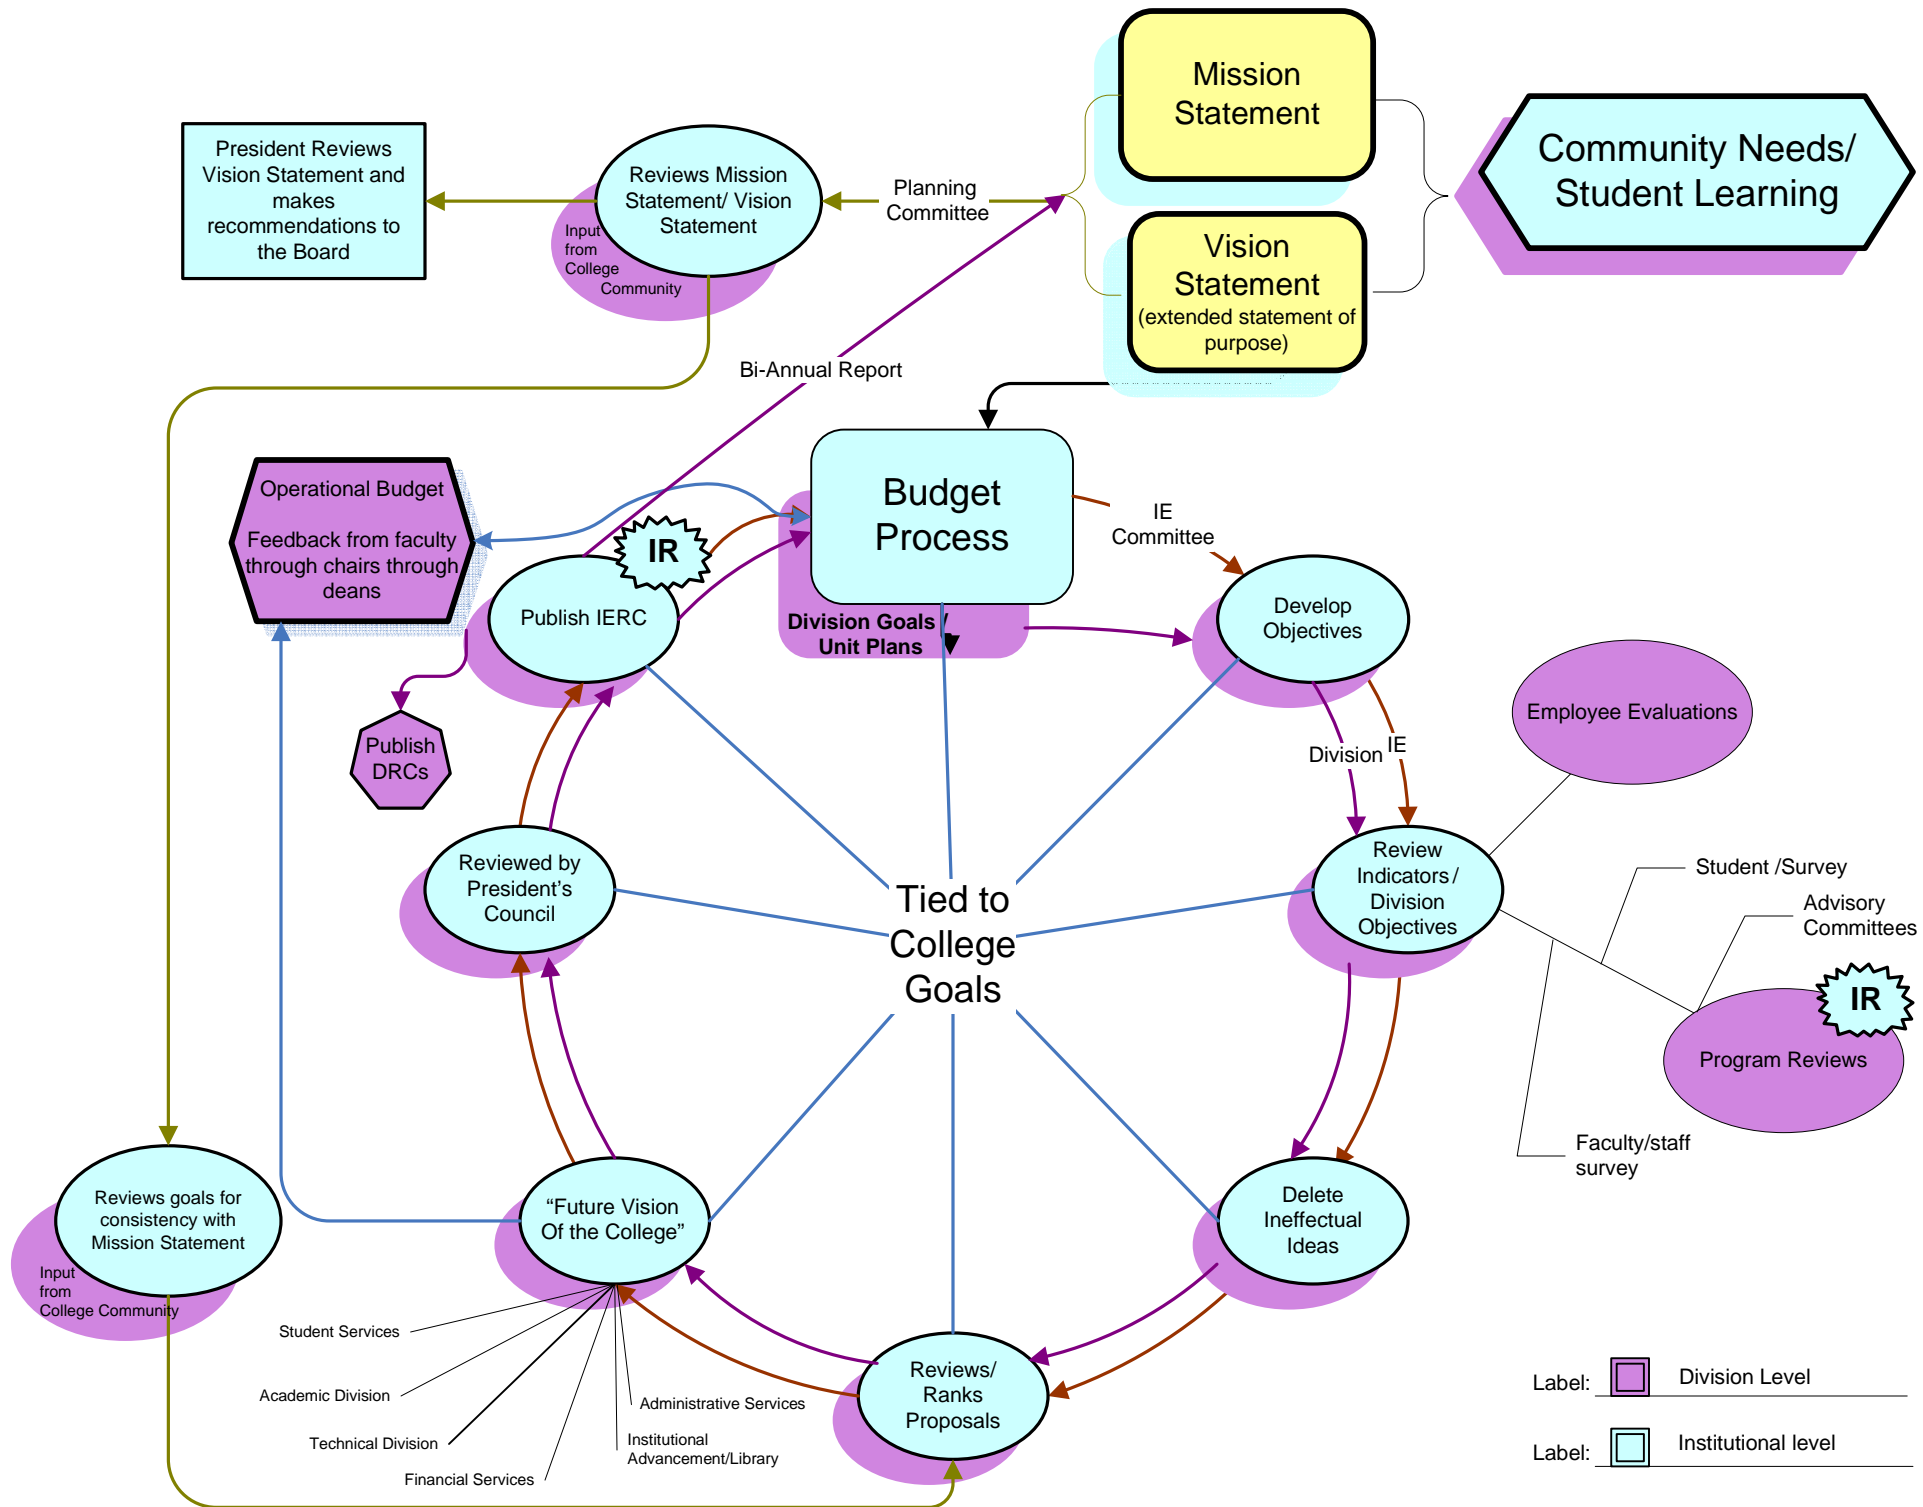 Mission
Statement
Community Needs/
Student Learning
President Reviews
Vision Statement and
makes
recommendations to
the Board
Reviews Mission
Statement/ Vision
Statement
Input
from
College
Community
Planning
Committee
Vision
Statement
(extended statement of
purpose)
Bi-Annual Report
Operational Budget
Feedback from faculty
through chairs through
deans
IR
Budget
Process
IE
Committee
Publish IERC
Division Goals /
Unit Plans
Develop
Objectives
Publish
DRCs
Division
IE
Employee Evaluations
Reviewed by
President's
Council
Tied to
College
Goals
Review
Indicators /
Division
Objectives
Student /Survey
Advisory
Committees
IR
Program Reviews
Faculty/staff
survey
Reviews goals for
consistency with
Mission Statement
Input
from
College Community
“Future Vision
Of the College”
Delete
Ineffectual
Ideas
Student Services
Academic Division
Technical Division
Financial Services
Administrative Services
Institutional
Advancement/Library
Reviews/
Ranks
Proposals
Label: Division Level
Label: Institutional level